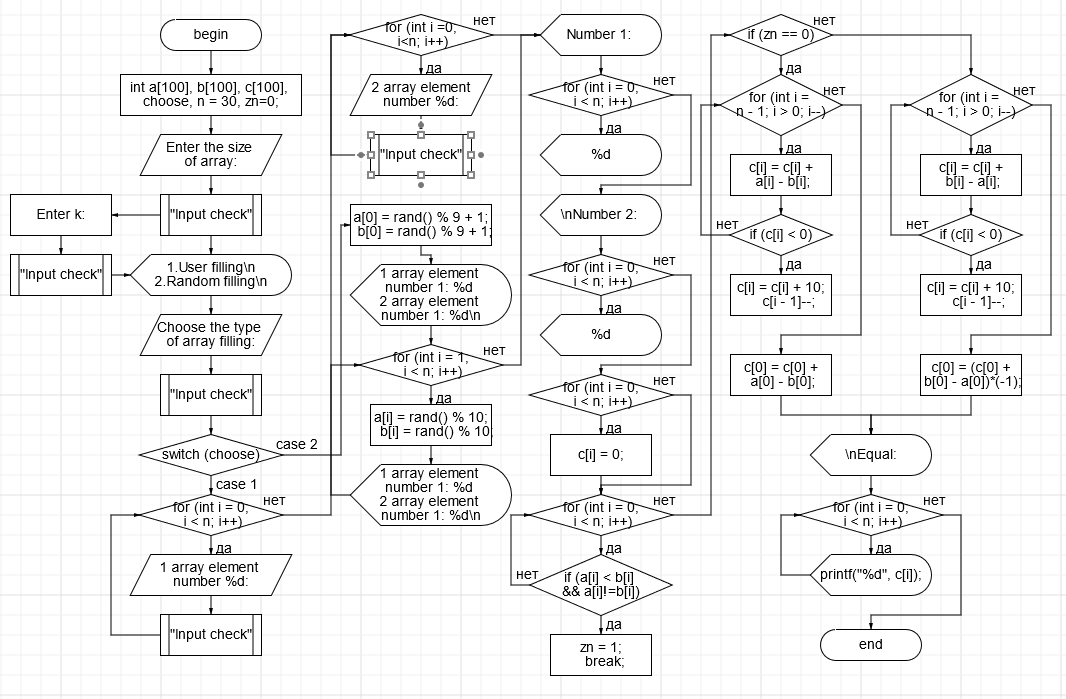 begin
int a[100], b[100], c[100],
choose, n = 30, zn=0;
Enter the size
of array:
"Input check"
Enter k:
"Input check"
1.User filling\n
2.Random filling\n
Choose the type
of array filling:
"Input check"
switch (choose)
case 2
case 1
for (int i = 0,
i < n; i++)
нет
да
1 array element
number %d:
"Input check"
for (int i =0,
i<n; i++)
нет
да
2 array element
number %d:
"Input check"
a[0] = rand() % 9 + 1;
b[0] = rand() % 9 + 1;
1 array element
number 1: %d
2 array element
number 1: %d\n
for (int i = 1,
i < n; i++)
нет
да
a[i] = rand() % 10;
b[i] = rand() % 10
1 array element
number 1: %d
2 array element
number 1: %d\n
Number 1:
for (int i = 0,
i < n; i++)
нет
да
%d
\nNumber 2:
for (int i = 0,
i < n; i++)
нет
да
%d
for (int i = 0,
i < n; i++)
нет
да
c[i] = 0;
for (int i = 0,
i < n; i++)
нет
да
if (a[i] < b[i]
&& a[i]!=b[i])
нет
да
zn = 1;
break;
if (zn == 0)
нет
да
for (int i =
n - 1; i > 0; i--)
нет
да
c[i] = c[i] +
a[i] - b[i];
if (c[i] < 0)
нет
да
c[i] = c[i] + 10;
c[i - 1]--;
c[0] = c[0] +
a[0] - b[0];
for (int i =
n - 1; i > 0; i--)
нет
да
c[i] = c[i] +
b[i] - a[i];
if (c[i] < 0)
нет
да
c[i] = c[i] + 10;
c[i - 1]--;
c[0] = (c[0] +
b[0] - a[0])*(-1);
\nEqual:
for (int i = 0,
i < n; i++)
нет
да
printf("%d", c[i]);
end